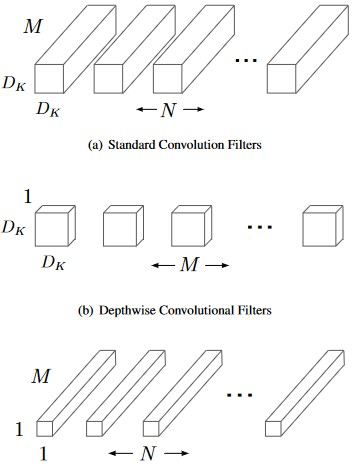 M
D_K
D_K
← N →
...
(a) Standard Convolution Filters
1
D_K
D_K
← M →
...
(b) Depthwise Convolutional Filters
M
1
1
← N →
...